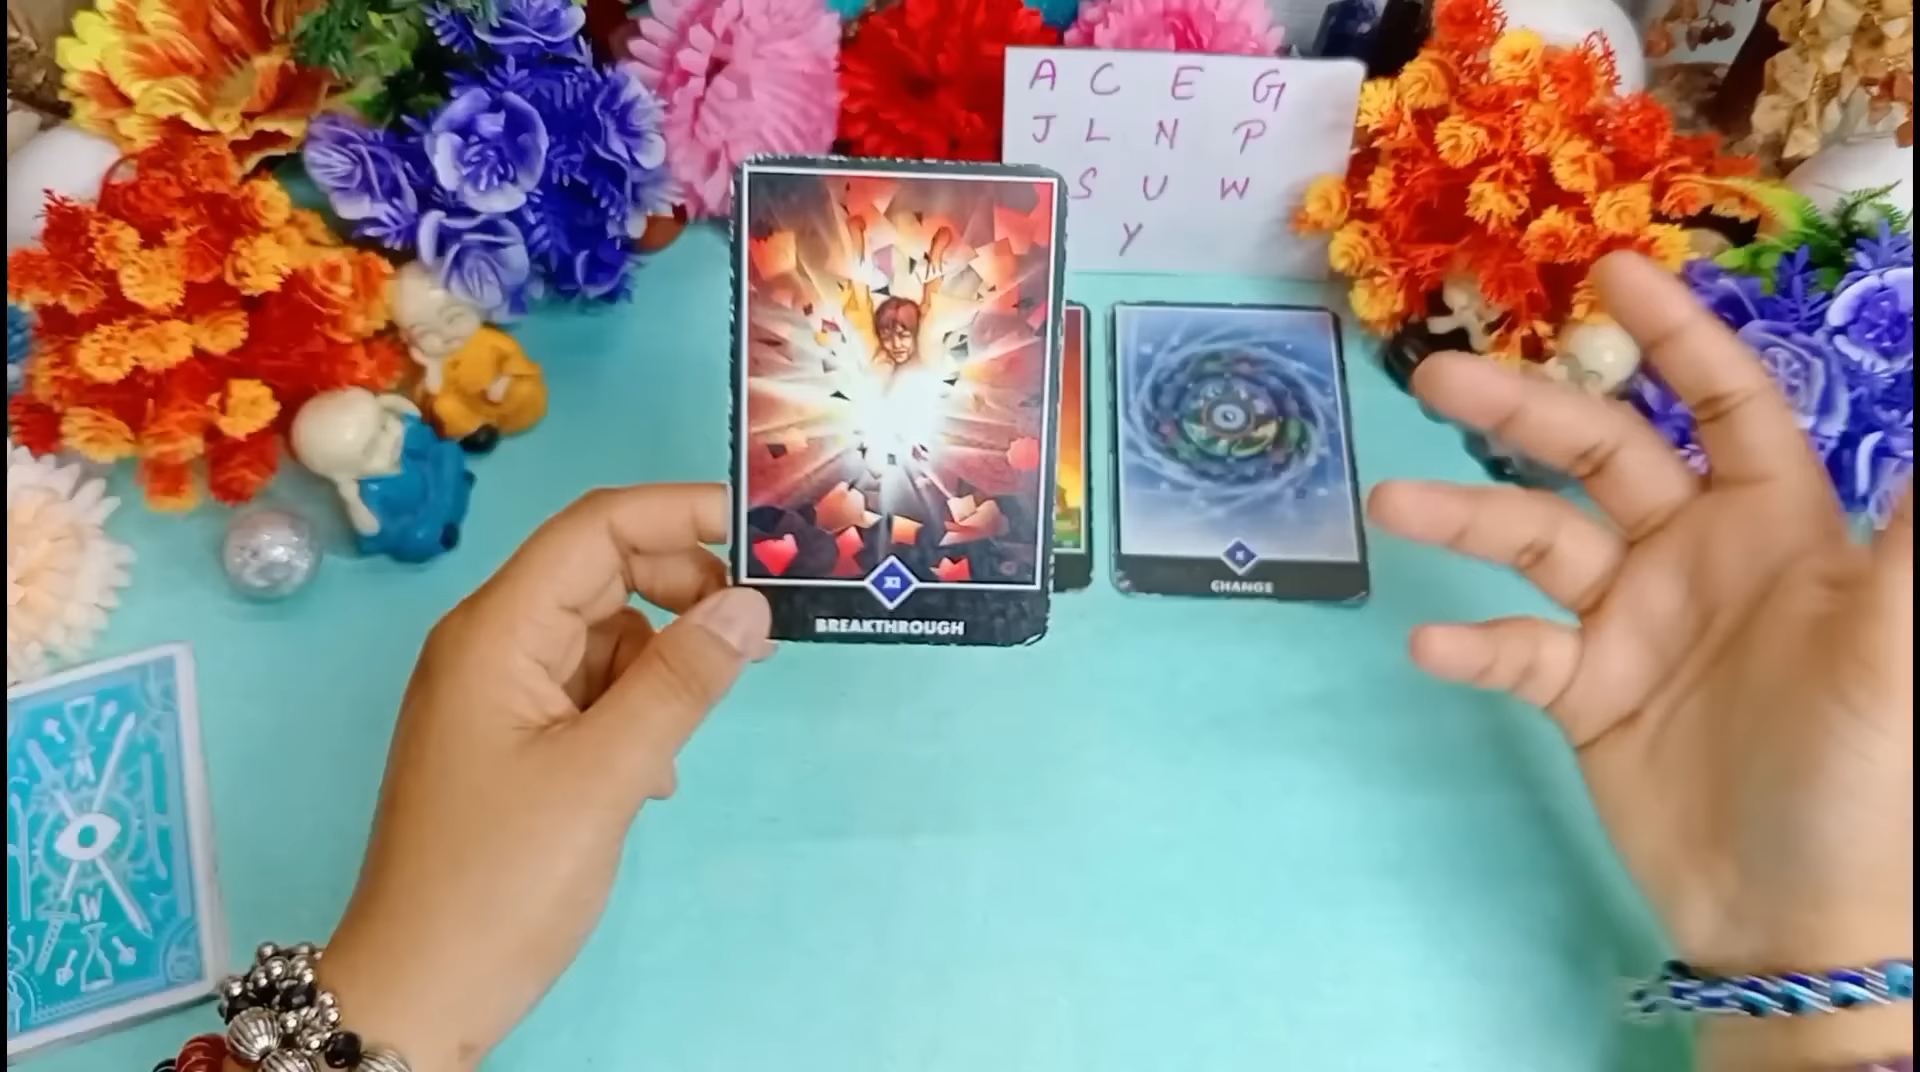 A C E G
J L N P
S U W
Y
XI
BREAKTHROUGH
X
CHANGE
M
W